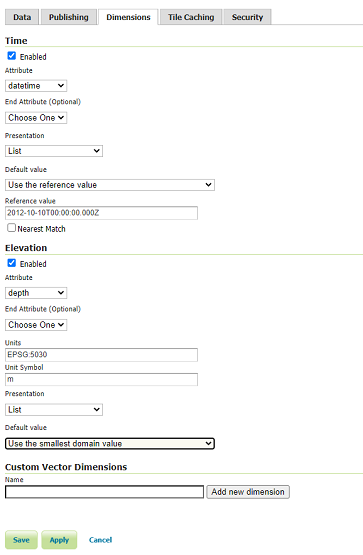 Data Publishing Dimensions Tile Caching Security
Time
Enabled
Attribute
datetime
End Attribute (Optional)
Choose One
Presentation
List
Default value
Use the reference value
Reference value
2012-10-10T00:00:00.000Z
Nearest Match
Elevation
Enabled
Attribute
depth
End Attribute (Optional)
Choose One
Units
EPSG:5030
Unit Symbol
m
Presentation
List
Default value
Use the smallest domain value
Custom Vector Dimensions
Name
Add new dimension
Save Apply Cancel